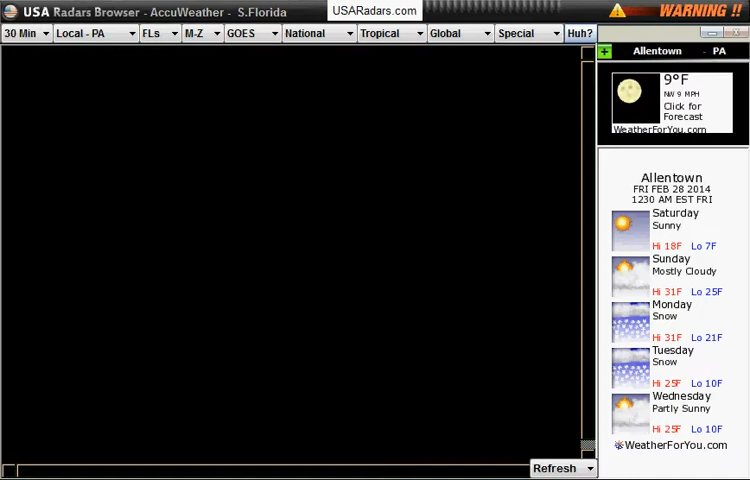 USA Radars Browser - AccuWeather - S.Florida
USARadars.com
WARNING !!
30 Min
Local - PA
FLs
M-Z
GOES
National
Tropical
Global
Special
Huh?
+ Allentown - PA
9°F
NW 9 MPH
Click for
Forecast
WeatherForYou.com
Allentown
FRI FEB 28 2014
1230 AM EST FRI
Saturday
Sunny
Hi 18F Lo 7F
Sunday
Mostly Cloudy
Hi 31F Lo 25F
Monday
Snow
Hi 31F Lo 21F
Tuesday
Snow
Hi 25F Lo 10F
Wednesday
Partly Sunny
Hi 25F Lo 10F
WeatherForYou.com
Refresh